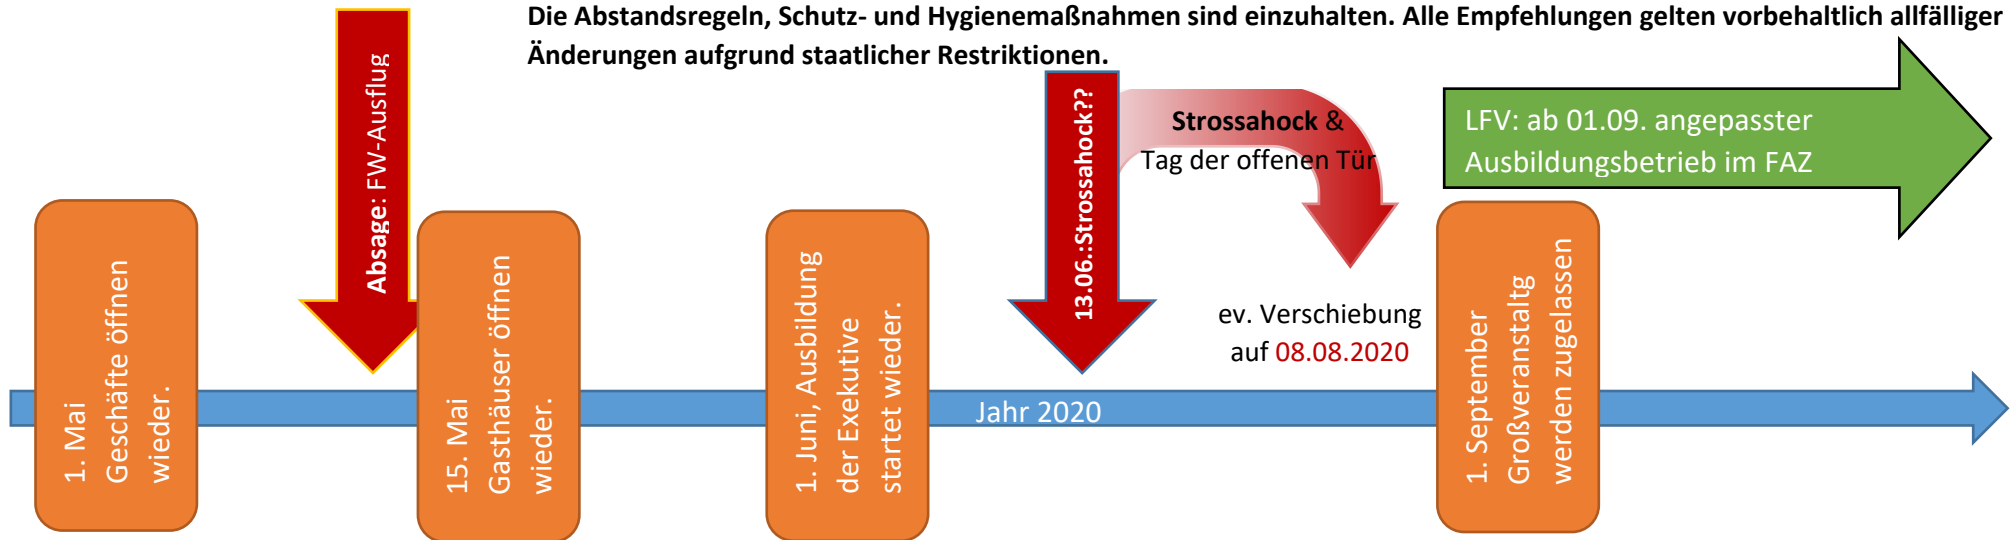 Die Abstandsregeln, Schutz- und Hygienemaßnahmen sind einzuhalten. Alle Empfehlungen gelten vorbehaltlich allfälliger
Änderungen aufgrund staatlicher Restriktionen.
1. Mai
Geschäfte öffnen
wieder.
Absage: FW-Ausflug
15. Mai
Gasthäuser öffnen
wieder.
1. Juni, Ausbildung
der Exekutive
startet wieder.
13.06.:Strossahock??
Strossahock &
Tag der offenen Tür
ev. Verschiebung
auf 08.08.2020
LFV: ab 01.09. angepasster
Ausbildungsbetrieb im FAZ
1. September
Großveranstaltg
werden zugelassen
Jahr 2020